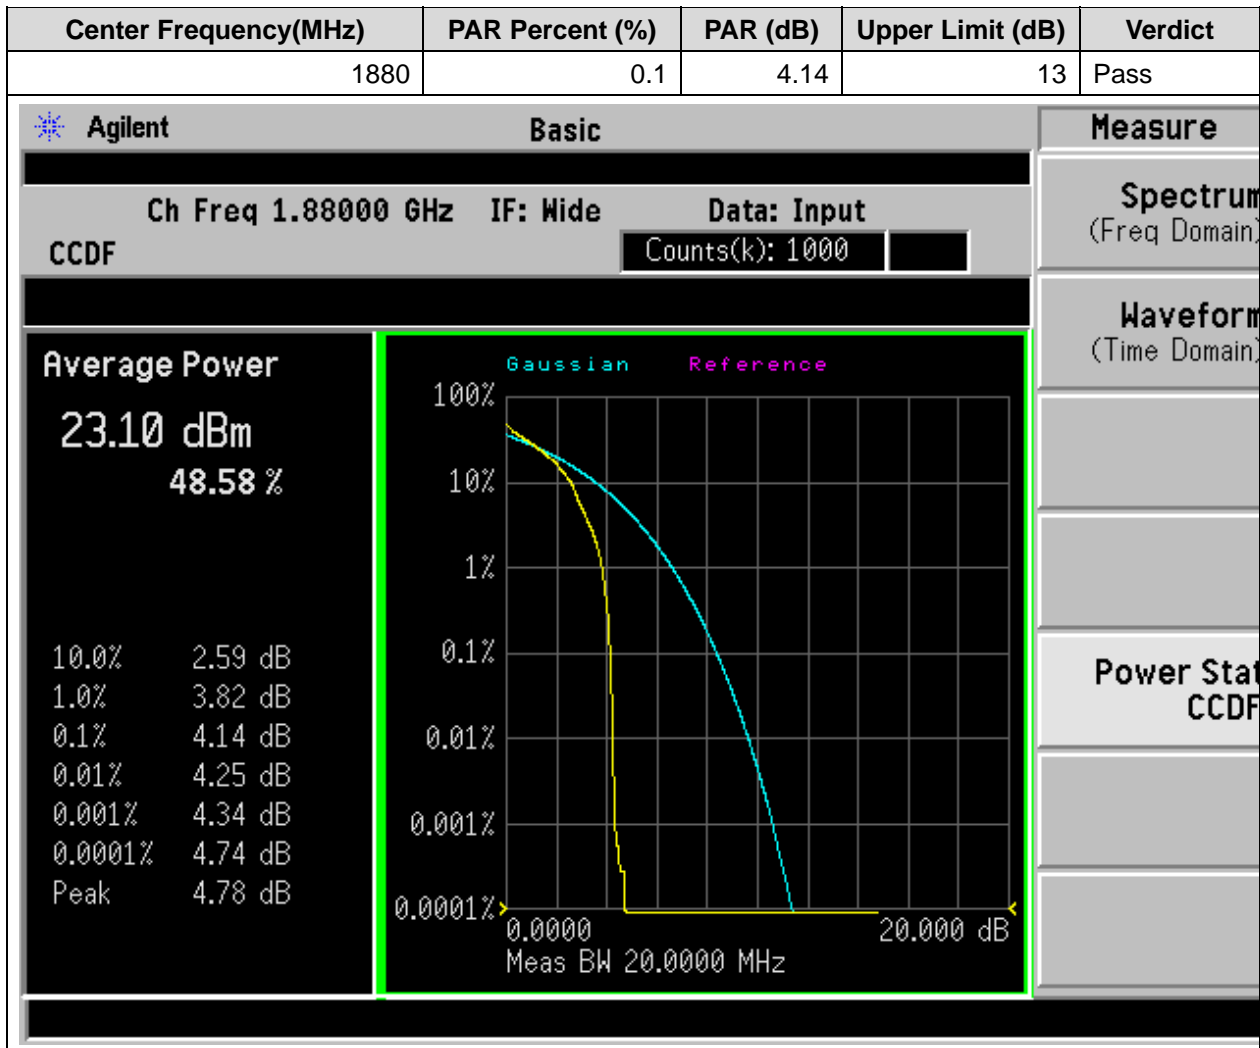 Center Frequency(MHz) PAR Percent (%) PAR (dB) Upper Limit (dB) Verdict
1880 0.1 4.14 13 Pass
Agilent Basic Measure
Ch Freq 1.88000 GHz IF: Wide Data: Input
CCDF Counts(k): 1000
Spectrum
(Freq Domain)
Waveform
(Time Domain)
Power Stat
CCDF
Average Power
23.10 dBm
48.58 %
10.0% 2.59 dB
1.0% 3.82 dB
0.1% 4.14 dB
0.01% 4.25 dB
0.001% 4.34 dB
0.0001% 4.74 dB
Peak 4.78 dB
Gaussian Reference
100%
10%
1%
0.1%
0.01%
0.001%
0.0001%
0.0000 20.000 dB
Meas BW 20.0000 MHz